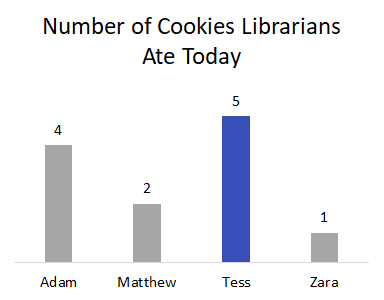 Number of Cookies Librarians
Ate Today
5
4
2
1
Adam Matthew Tess Zara